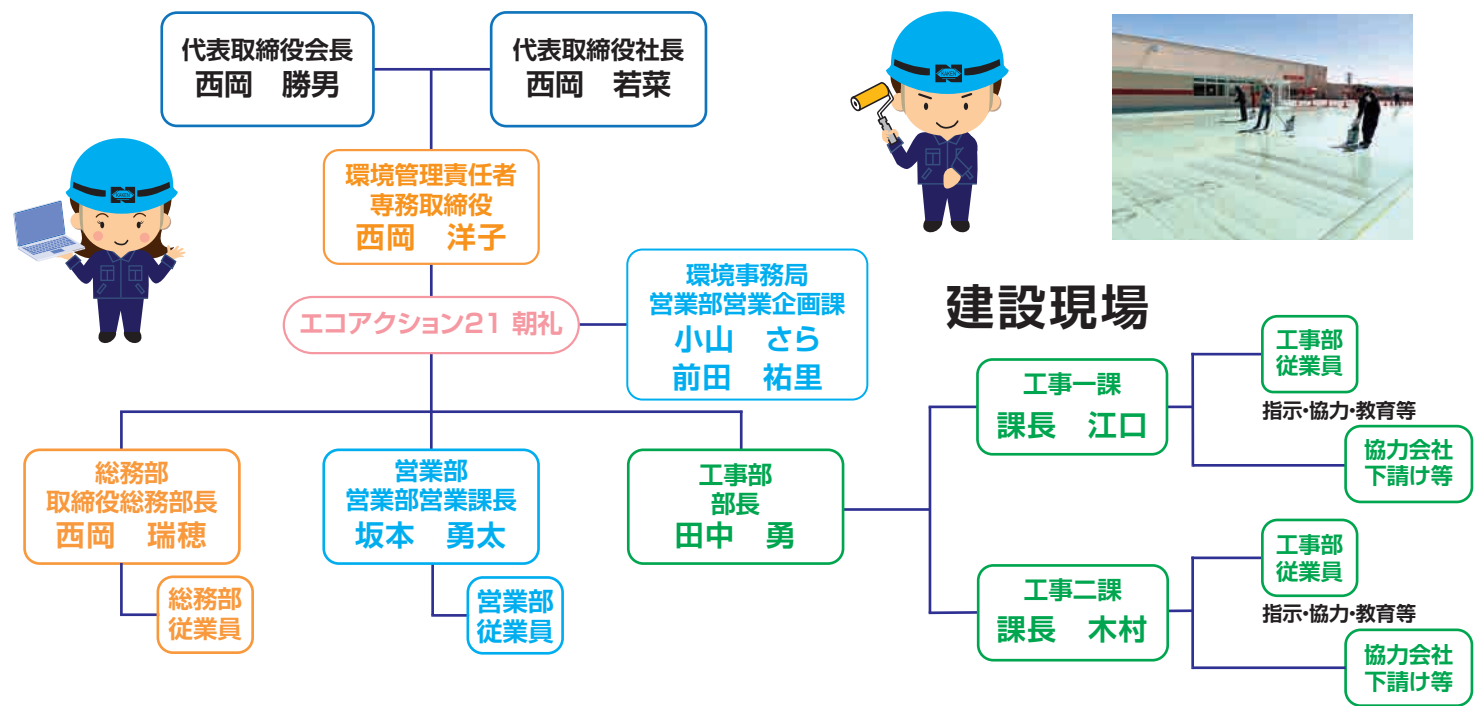 代表取締役会長
西岡　勝男
代表取締役社長
西岡　若菜
環境管理責任者
専務取締役
西岡　洋子
エコアクション21 朝礼
環境事務局
営業部営業企画課
小山　さら
前田　祐里
総務部
取締役総務部長
西岡　瑞穂
総務部
従業員
営業部
営業部営業課長
坂本　勇太
営業部
従業員
工事部
部長
田中　勇
建設現場
工事一課
課長　江口
工事部
従業員
指示・協力・教育等
協力会社
下請け等
工事二課
課長　木村
工事部
従業員
指示・協力・教育等
協力会社
下請け等